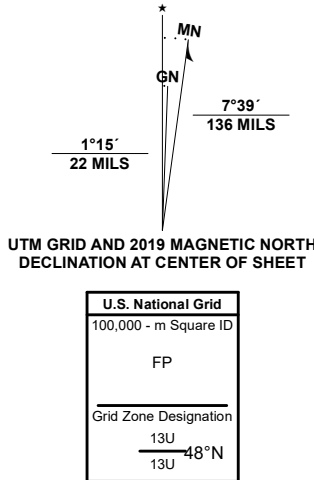 ★
MN
GN
7°39´
136 MILS
1°15´
22 MILS
UTM GRID AND 2019 MAGNETIC NORTH
DECLINATION AT CENTER OF SHEET
U.S. National Grid
100,000 - m Square ID
FP
Grid Zone Designation
13U
48°N
13U